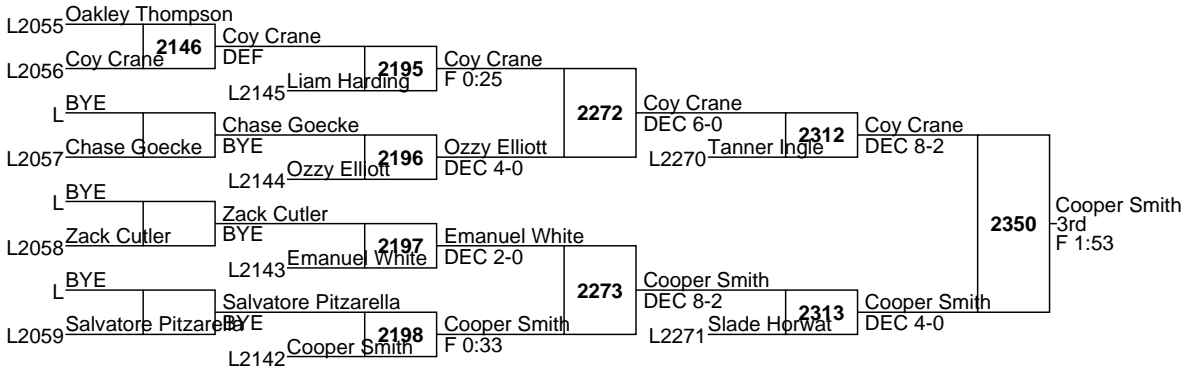 Oakley Thompson
L2055
2146
Coy Crane
DEF
Coy Crane
L2056
2195
Coy Crane
F 0:25
Liam Harding
L2145
BYE
L
2272
Coy Crane
DEC 6-0
Chase Goecke
BYE
Chase Goecke
L2057
2196
Ozzy Elliott
DEC 4-0
Ozzy Elliott
L2144
2312
Coy Crane
DEC 8-2
Tanner Ingle
L2270
BYE
L
Zack Cutler
BYE
Zack Cutler
L2058
2197
Emanuel White
DEC 2-0
Emanuel White
L2143
2350
Cooper Smith
3rd
F 1:53
BYE
L
2273
Cooper Smith
DEC 8-2
Salvatore Pitzarella
BYE
Salvatore Pitzarella
L2059
2198
Cooper Smith
F 0:33
Cooper Smith
L2142
2313
Cooper Smith
DEC 4-0
Slade Horwat
L2271